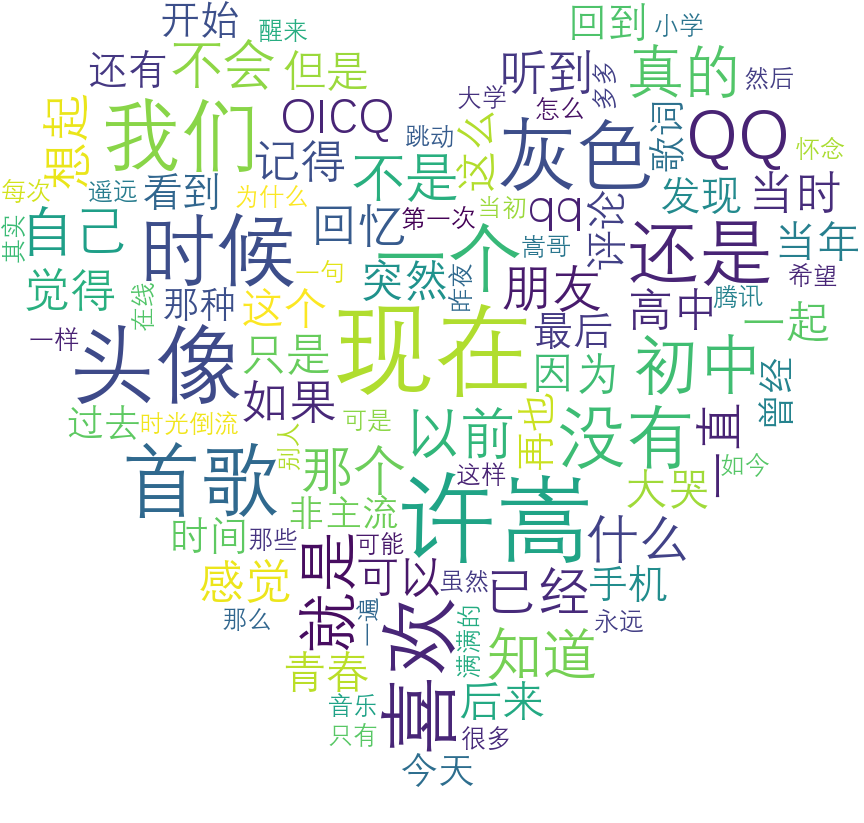 开始
醒来
回到
小学
还有
不会
但是
听到
真的
然后
多多
大学
怎么
想起
我们
OICQ
跳动
这么
灰色
歌词
QQ
怀念
记得
不是
每次
遥远
看到
为什么
第一次
当初
qq
评论
发现
当时
其实
自己
时候
回忆
一个
嵩哥
还是
当年
觉得
在线
那种
这个
一句
突然
昨夜
朋友
高中
腾讯
希望
一样
头像
只是
现在
最后
因为
初中
一起
曾经
过去
时光倒流
如果
别人
可是
以前
再也
没有
一直
首歌
那个
这样
大哭
如今
非主流
许嵩
什么
时间
那些
就是
可能
感觉
可以
虽然
已经
手机
那么
一遍
喜欢
满满的
知道
永远
青春
后来
音乐
只有
很多
今天